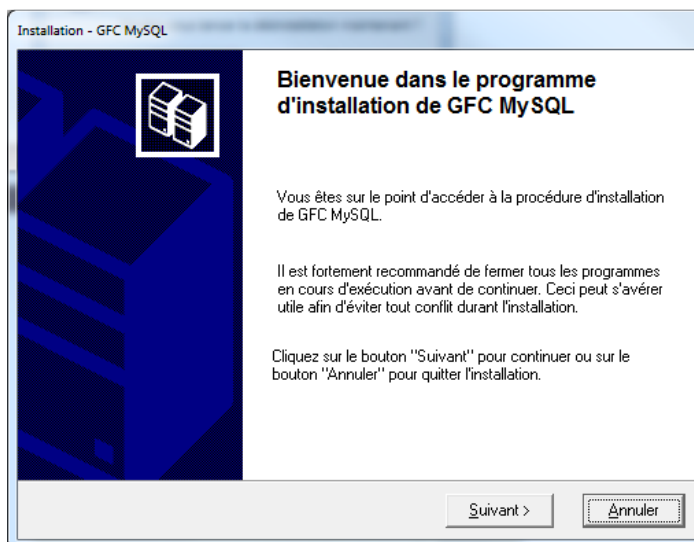 Installation - GFC MySQL
Bienvenue dans le programme
d'installation de GFC MySQL
Vous êtes sur le point d'accéder à la procédure d'installation
de GFC MySQL.
Il est fortement recommandé de fermer tous les programmes
en cours d'exécution avant de continuer. Ceci peut s'avérer
utile afin d'éviter tout conflit durant l'installation.
Cliquez sur le bouton "Suivant" pour continuer ou sur le
bouton "Annuler" pour quitter l'installation.
Suivant >
Annuler